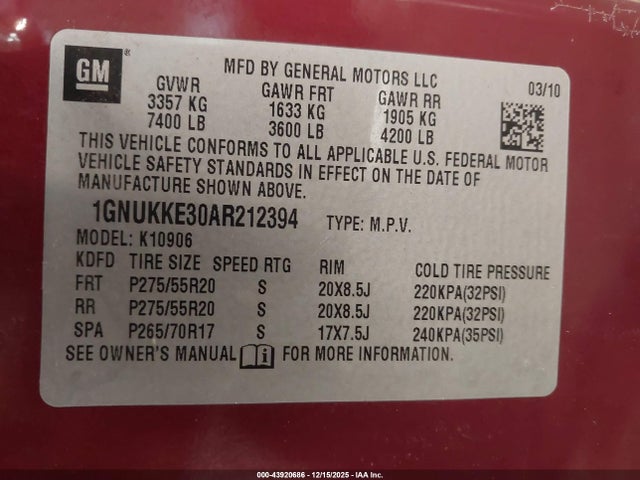 GM
®
MFD BY GENERAL MOTORS LLC
03/10
GVWR GAWR FRT GAWR RR
3357 KG 1633 KG 1905 KG
7400 LB 3600 LB 4200 LB
THIS VEHICLE CONFORMS TO ALL APPLICABLE U.S. FEDERAL MOTOR
VEHICLE SAFETY STANDARDS IN EFFECT ON THE DATE OF
MANUFACTURE SHOWN ABOVE.
1GNUKKE30AR212394 TYPE: M.P.V.
MODEL: K10906
KDFD TIRE SIZE SPEED RTG RIM COLD TIRE PRESSURE
FRT P275/55R20 S 20X8.5J 220KPA(32PSI)
RR P275/55R20 S 20X8.5J 220KPA(32PSI)
SPA P265/70R17 S 17X7.5J 240KPA(35PSI)
SEE OWNER'S MANUAL FOR MORE INFORMATION.
000-43920686 - 12/15/2025 - IAAI.COM